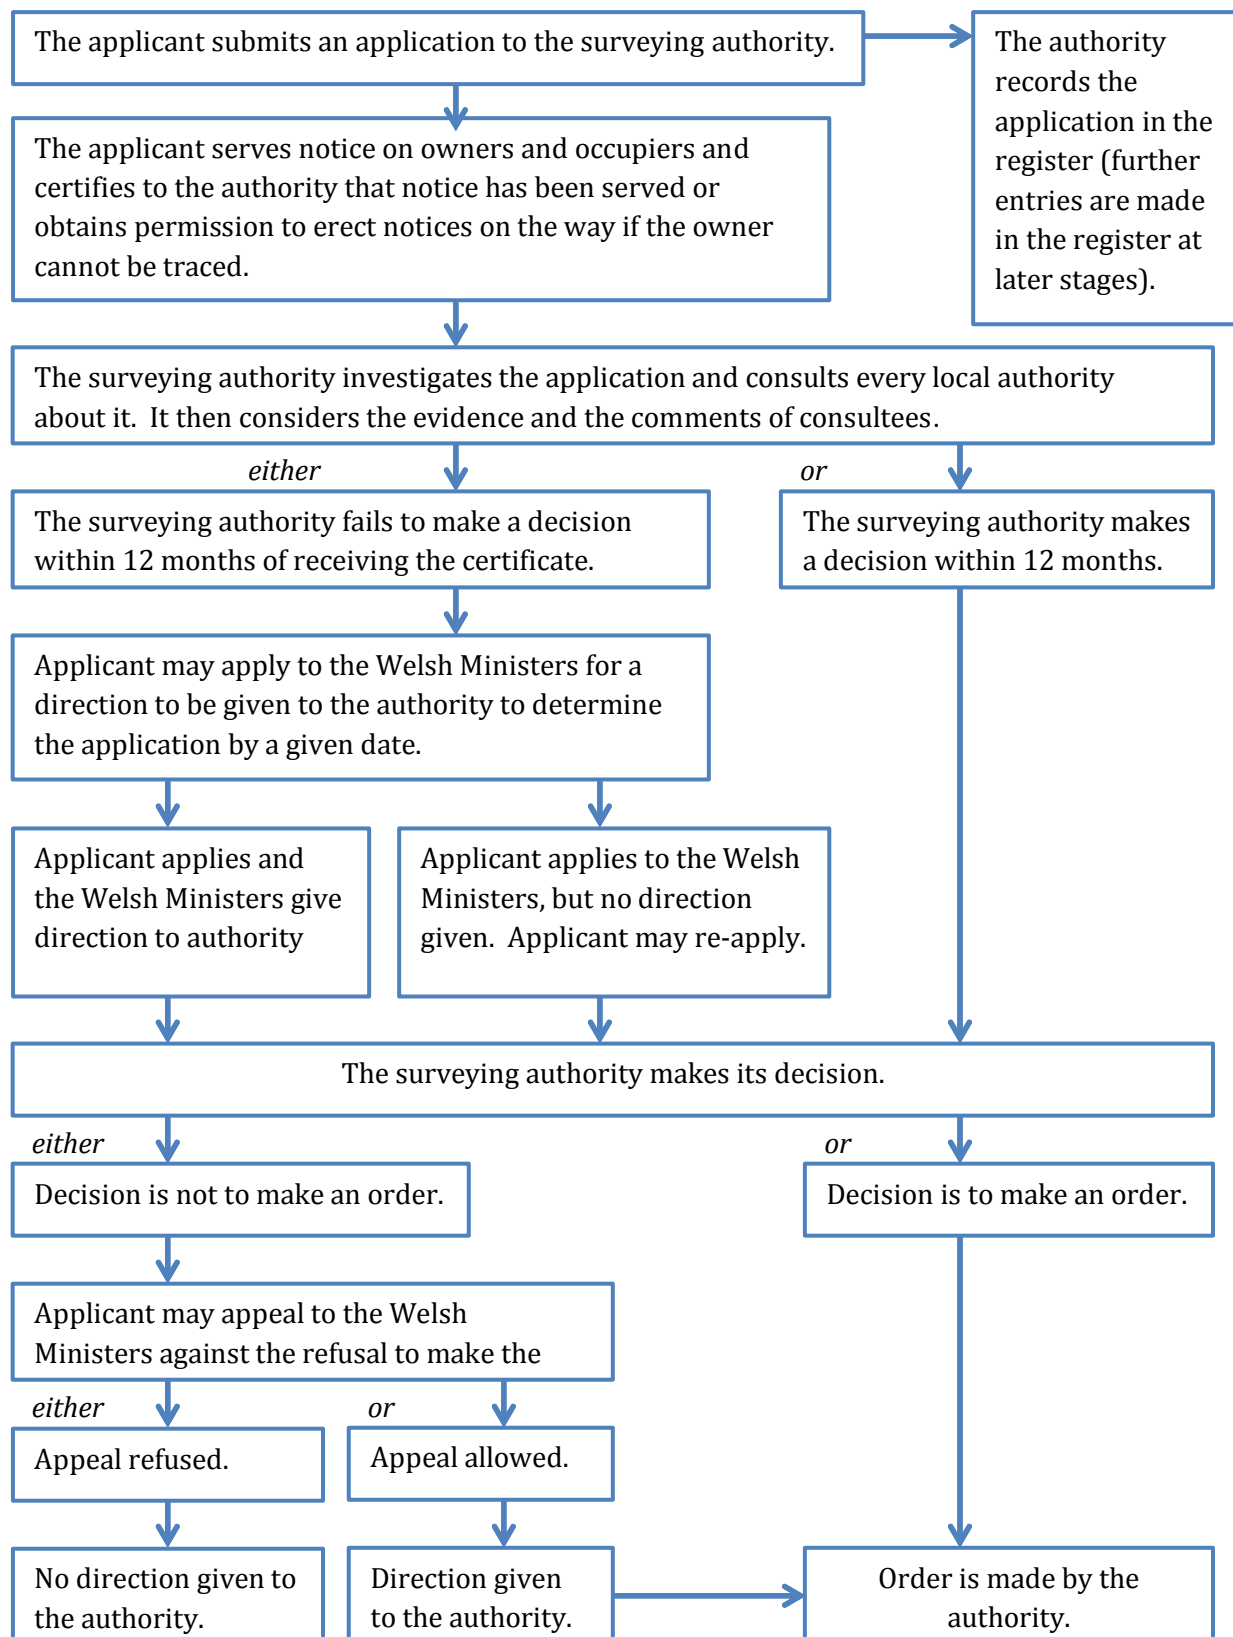 The applicant submits an application to the surveying authority.
The authority
records the
application in the
register (further
entries are made
in the register at
later stages).
The applicant serves notice on owners and occupiers and
certifies to the authority that notice has been served or
obtains permission to erect notices on the way if the owner
cannot be traced.
The surveying authority investigates the application and consults every local authority
about it.  It then considers the evidence and the comments of consultees.
either
or
The surveying authority fails to make a decision
within 12 months of receiving the certificate.
The surveying authority makes
a decision within 12 months.
Applicant may apply to the Welsh Ministers for a
direction to be given to the authority to determine
the application by a given date.
Applicant applies and
the Welsh Ministers give
direction to authority
Applicant applies to the Welsh
Ministers, but no direction
given.  Applicant may re-apply.
The surveying authority makes its decision.
either
or
Decision is not to make an order.
Decision is to make an order.
Applicant may appeal to the Welsh
Ministers against the refusal to make the
either
or
Appeal refused.
Appeal allowed.
No direction given to
the authority.
Direction given
to the authority.
Order is made by the
authority.